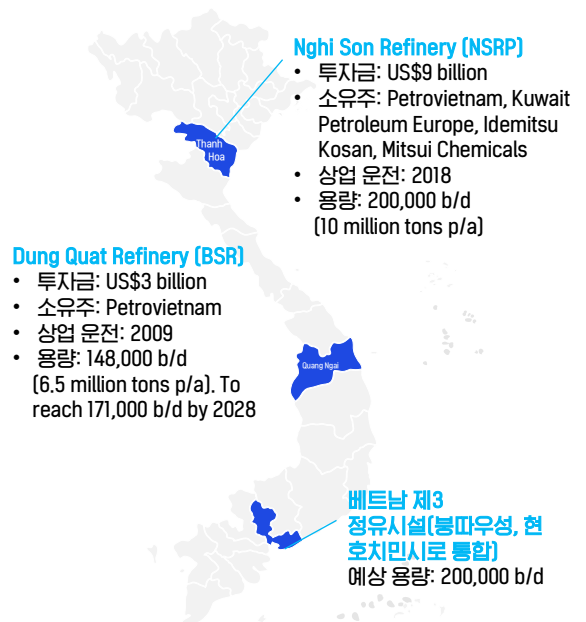 Nghi Son Refinery (NSRP)
• 투자금: US$9 billion
• 소유주: Petrovietnam, Kuwait
Petroleum Europe, Idemitsu
Kosan, Mitsui Chemicals
• 상업 운전: 2018
• 용량: 200,000 b/d
(10 million tons p/a)
Thanh
Hoa
Dung Quat Refinery (BSR)
• 투자금: US$3 billion
• 소유주: Petrovietnam
• 상업 운전: 2009
• 용량: 148,000 b/d
(6.5 million tons p/a). To
reach 171,000 b/d by 2028
Quang Ngai
베트남 제3
정유시설(붕따우성, 현
호치민시로 통합)
예상 용량: 200,000 b/d